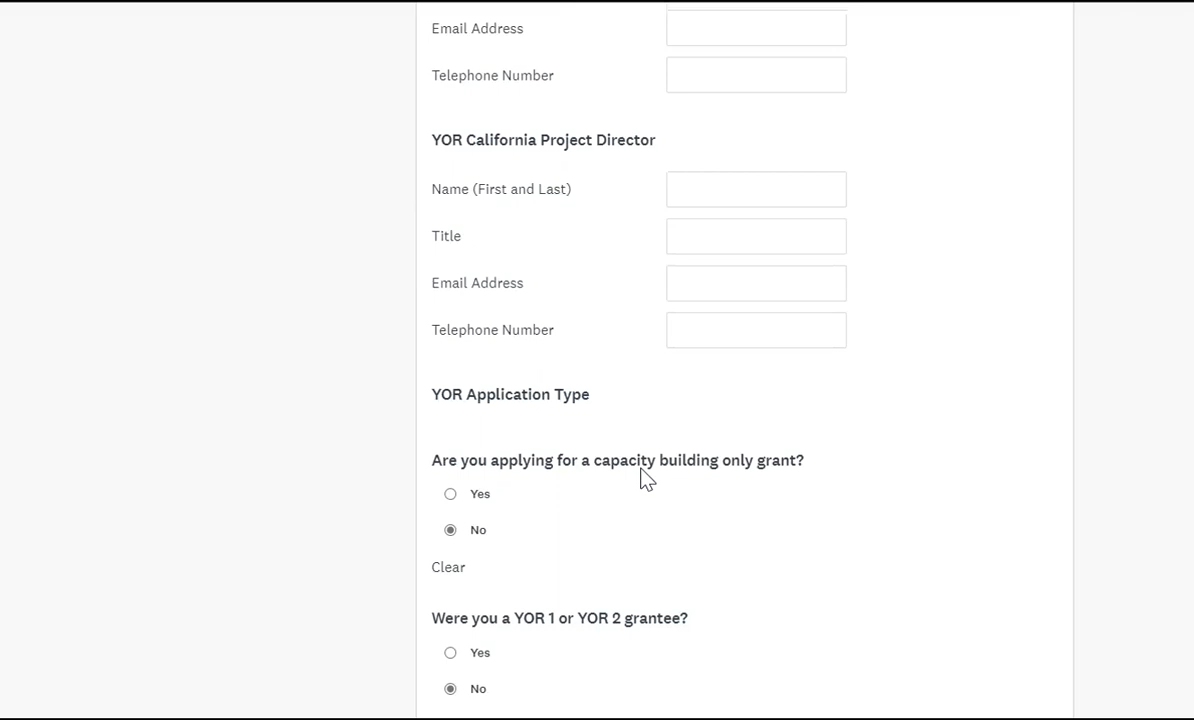 Email Address
Telephone Number
YOR California Project Director
Name (First and Last)
Title
Email Address
Telephone Number
YOR Application Type
Are you applying for a capacity building only grant?
Yes
No
Clear
Were you a YOR 1 or YOR 2 grantee?
Yes
No